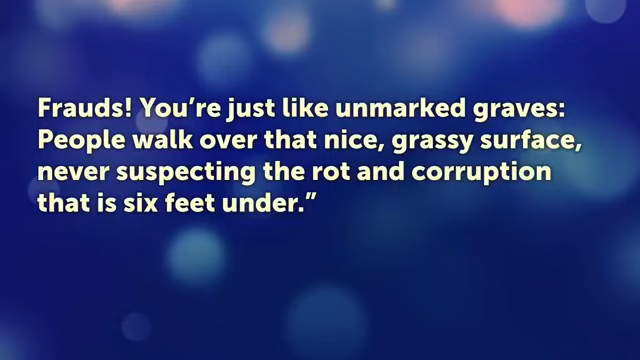 Frauds! You’re just like unmarked graves:
People walk over that nice, grassy surface,
never suspecting the rot and corruption
that is six feet under.”